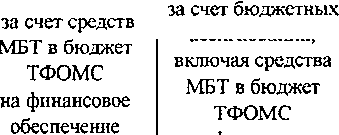 за счет средств
МБТ в бюджет
ТФОМС
на финансовое
обеспечение
за счет бюджетных
включая средства
МБТ в бюджет
ТФОМС